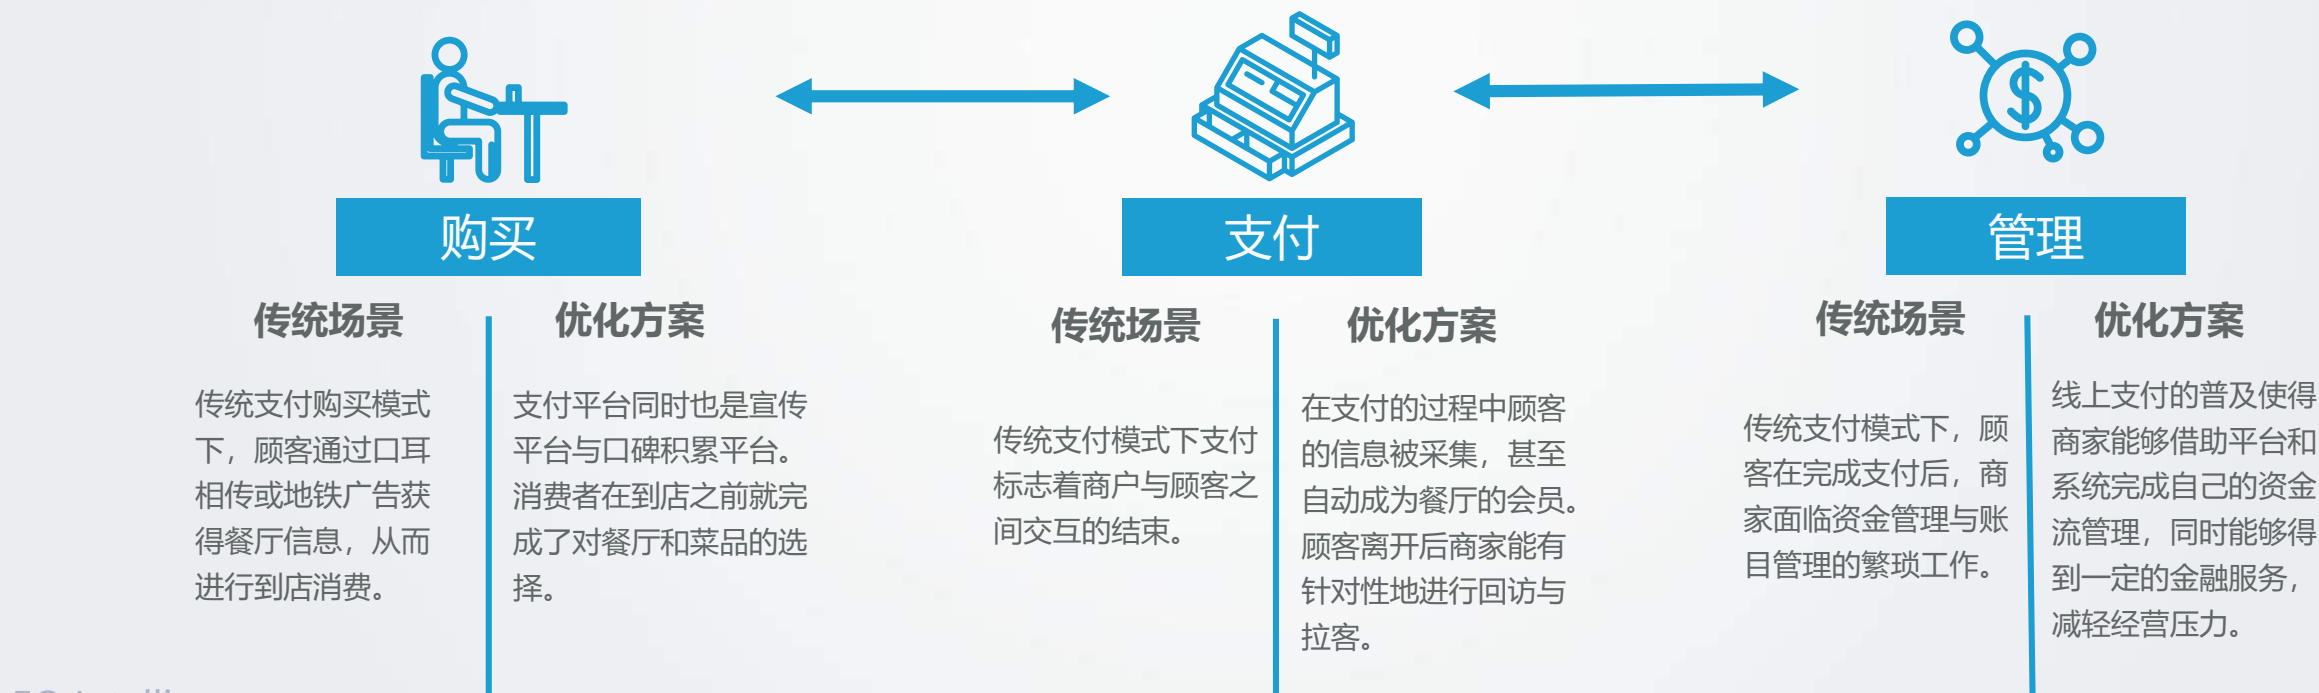 购买
传统场景
优化方案
传统支付购买模式
下，顾客通过口耳
相传或地铁广告获
得餐厅信息，从而
进行到店消费。
支付平台同时也是宣传
平台与口碑积累平台。
消费者在到店之前就完
成了对餐厅和菜品的选
择。
支付
传统场景
优化方案
传统支付模式下支付
标志着商户与顾客之
间交互的结束。
在支付的过程中顾客
的信息被采集，甚至
自动成为餐厅的会员。
顾客离开后商家能有
针对性地进行回访与
拉客。
管理
传统场景
优化方案
传统支付模式下，顾
客在完成支付后，商
家面临资金管理与账
目管理的繁琐工作。
线上支付的普及使得
商家能够借助平台和
系统完成自己的资金
流管理，同时能够得
到一定的金融服务，
减轻经营压力。